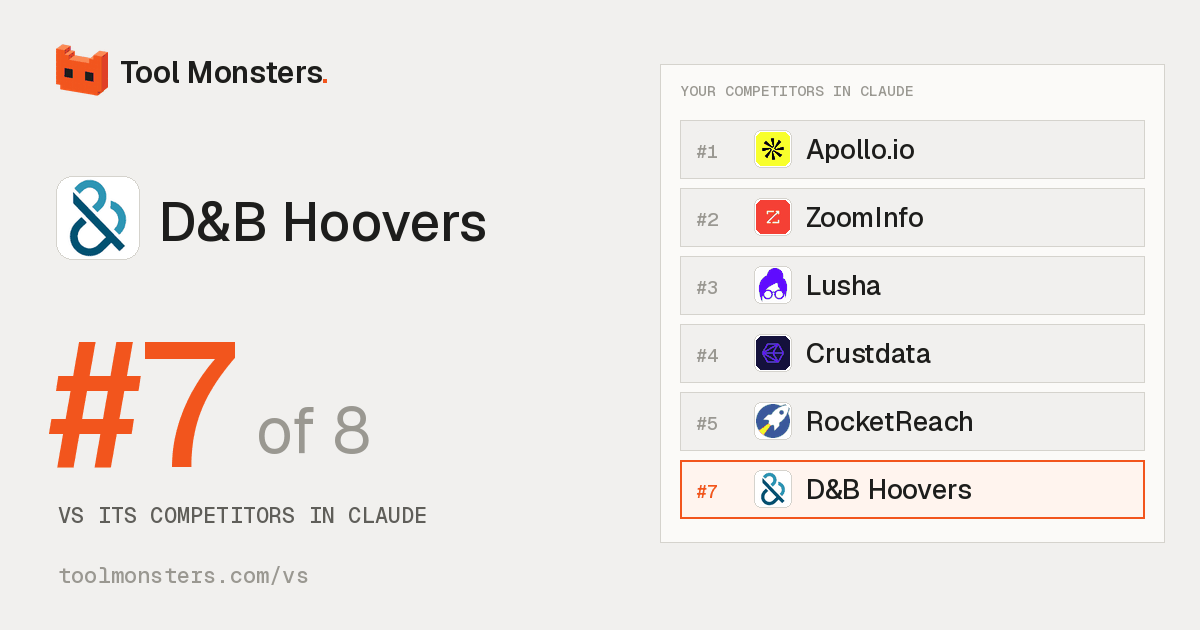 Tool Monsters.
D&B Hoovers
#7 of 8
VS ITS COMPETITORS IN CLAUDE
toolmonsters.com/vs
YOUR COMPETITORS IN CLAUDE
#1 Apollo.io
#2 ZoomInfo
#3 Lusha
#4 Crustdata
#5 RocketReach
#7 D&B Hoovers